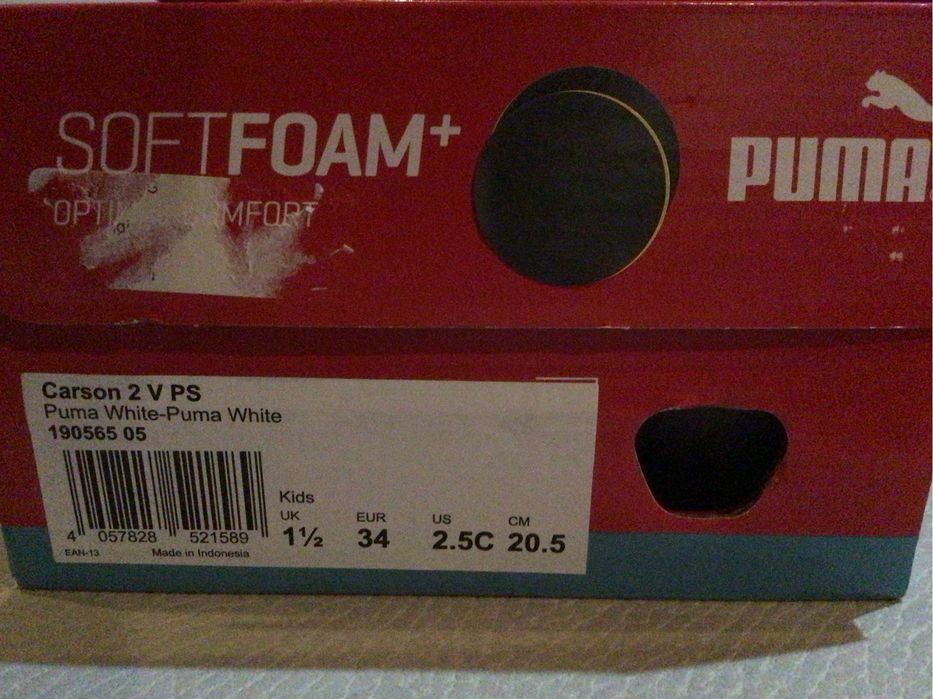 SOFTFOAM+
PUMA
Carson 2 V PS
Puma White-Puma White
190565 05
Kids
UK EUR US CM
1½ 34 2.5C 20.5
4 057828 521589
EAN-13 Made in Indonesia